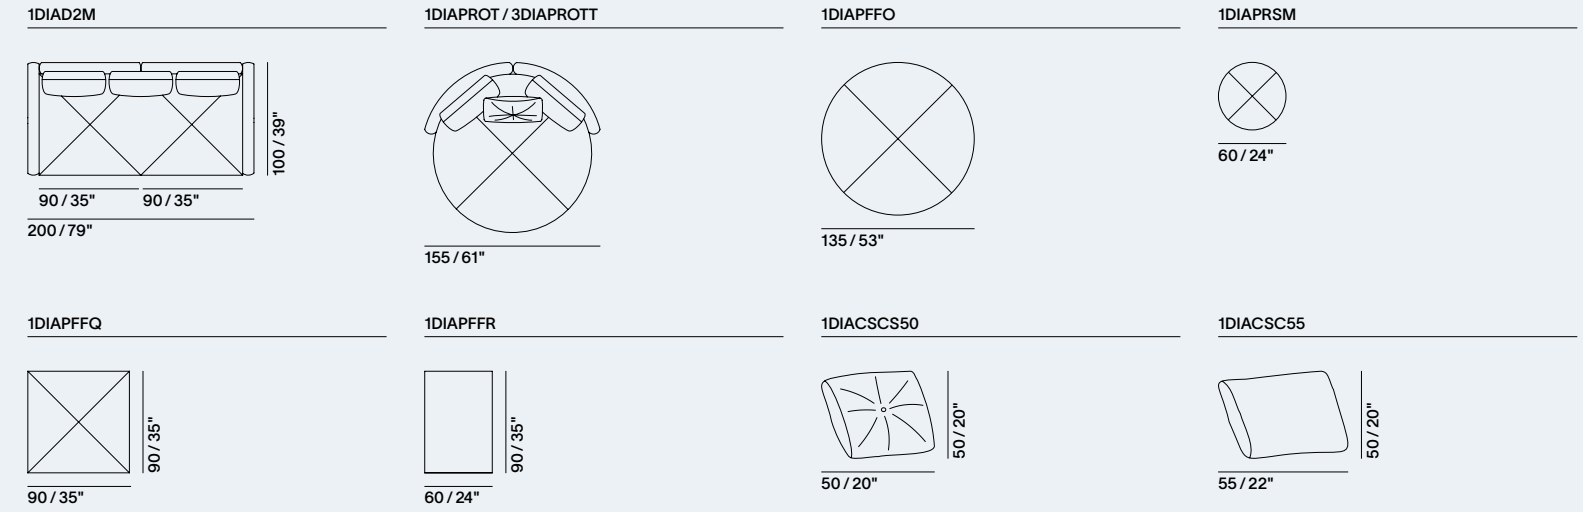 1DIAD2M
1DIAPROT / 3DIAPROTT
1DIAPFFO
1DIAPRSM
100 / 39"
90 / 35"
90 / 35"
200 / 79"
155 / 61"
135 / 53"
60 / 24"
1DIAPFFQ
1DIAPFFR
1DIACSCS50
1DIACSC55
90 / 35"
90 / 35"
90 / 35"
60 / 24"
50 / 20"
50 / 20"
50 / 20"
55 / 22"